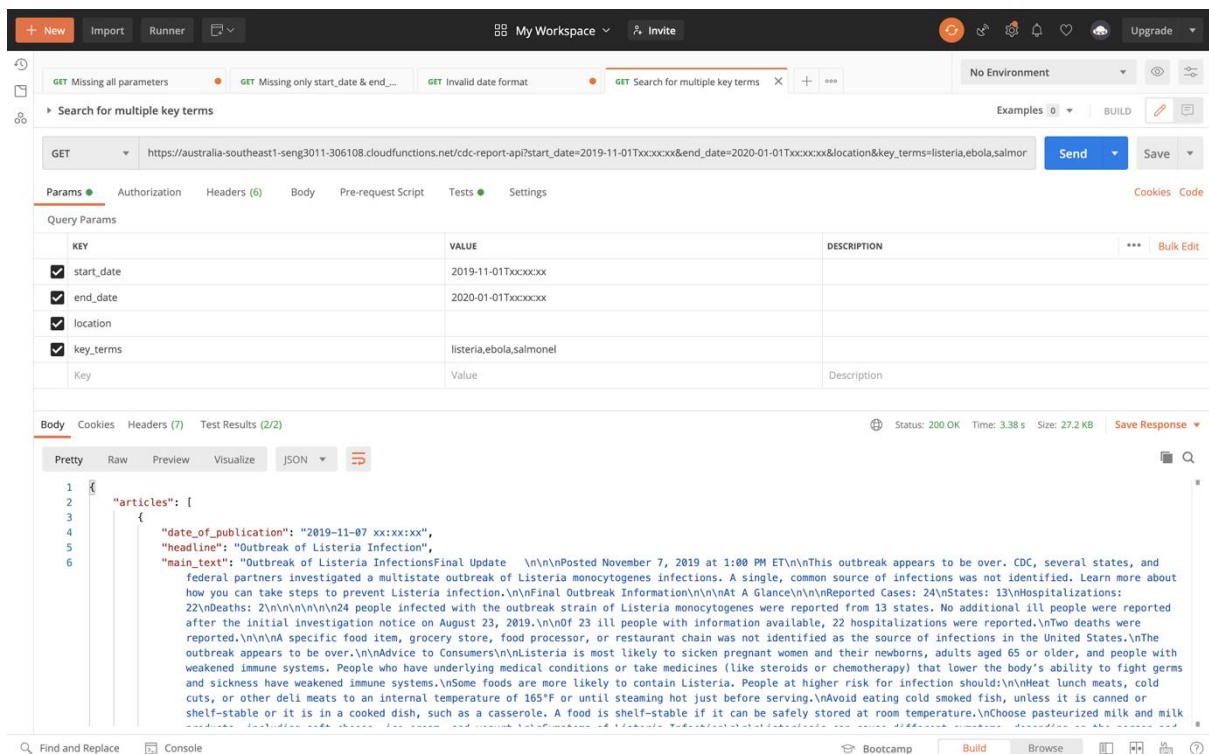 + New Import Runner My Workspace Invite Upgrade
GET Missing all parameters GET Missing only start_date & end_... GET Invalid date format GET Search for multiple key terms No Environment
Search for multiple key terms Examples 0 BUILD
GET https://australia-southeast1-seng3011-306108.cloudfunctions.net/cdc-report-api?start_date=2019-11-01Txx:xx:xx&end_date=2020-01-01Txx:xx:xx&location&key_terms=listeria,ebola,salmor Send Save
Params Authorization Headers (6) Body Pre-request Script Tests Settings Cookies Code
Query Params
KEY VALUE DESCRIPTION Bulk Edit
start_date 2019-11-01Txx:xx:xx
end_date 2020-01-01Txx:xx:xx
location
key_terms listeria,ebola,salmonel
Key Value Description
Body Cookies Headers (7) Test Results (2/2) Status: 200 OK Time: 3.38 s Size: 27.2 KB Save Response
Pretty Raw Preview Visualize JSON
1 {
2 "articles": [
3 {
4 "date_of_publication": "2019-11-07 xx:xx:xx",
5 "headline": "Outbreak of Listeria Infection",
6 "main_text": "Outbreak of Listeria InfectionsFinal Update \n\n\nPosted November 7, 2019 at 1:00 PM ET\n\nThis outbreak appears to be over. CDC, several states, and
federal partners investigated a multistate outbreak of Listeria monocytogenes infections. A single, common source of infections was not identified. Learn more about
how you can take steps to prevent Listeria infection.\n\nFinal Outbreak Information\n\n\nAt A Glance\n\n\nReported Cases: 24\nStates: 13\nHospitalizations:
22\nDeaths: 2\n\n\n\n\n\n24 people infected with the outbreak strain of Listeria monocytogenes were reported from 13 states. No additional ill people were reported
after the initial investigation notice on August 23, 2019.\n\n\nOf 23 ill people with information available, 22 hospitalizations were reported.\nTwo deaths were
reported.\n\n\n\nA specific food item, grocery store, food processor, or restaurant chain was not identified as the source of infections in the United States.\nThe
outbreak appears to be over.\n\nAdvice to Consumers\n\n\nListeria is most likely to sicken pregnant women and their newborns, adults aged 65 or older, and people with
weakened immune systems. People who have underlying medical conditions or take medicines (like steroids or chemotherapy) that lower the body's ability to fight germs
and sickness have weakened immune systems.\nSome foods are more likely to contain Listeria. People at higher risk for infection should:\n\nHeat lunch meats, cold
cuts, or other deli meats to an internal temperature of 165°F or until steaming hot just before serving.\nAvoid eating cold smoked fish, unless it is canned or
shelf-stable or it is in a cooked dish, such as a casserole. A food is shelf-stable if it can be safely stored at room temperature.\nChoose pasteurized milk and milk
Find and Replace Console Bootcamp Build Browse